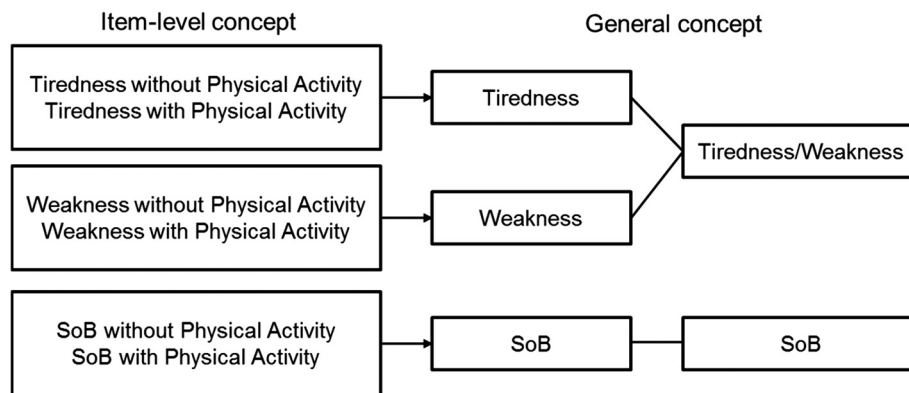 Item-level concept
General concept
Tiredness without Physical Activity
Tiredness with Physical Activity
Tiredness
Tiredness/Weakness
Weakness without Physical Activity
Weakness with Physical Activity
Weakness
SoB without Physical Activity
SoB with Physical Activity
SoB
SoB